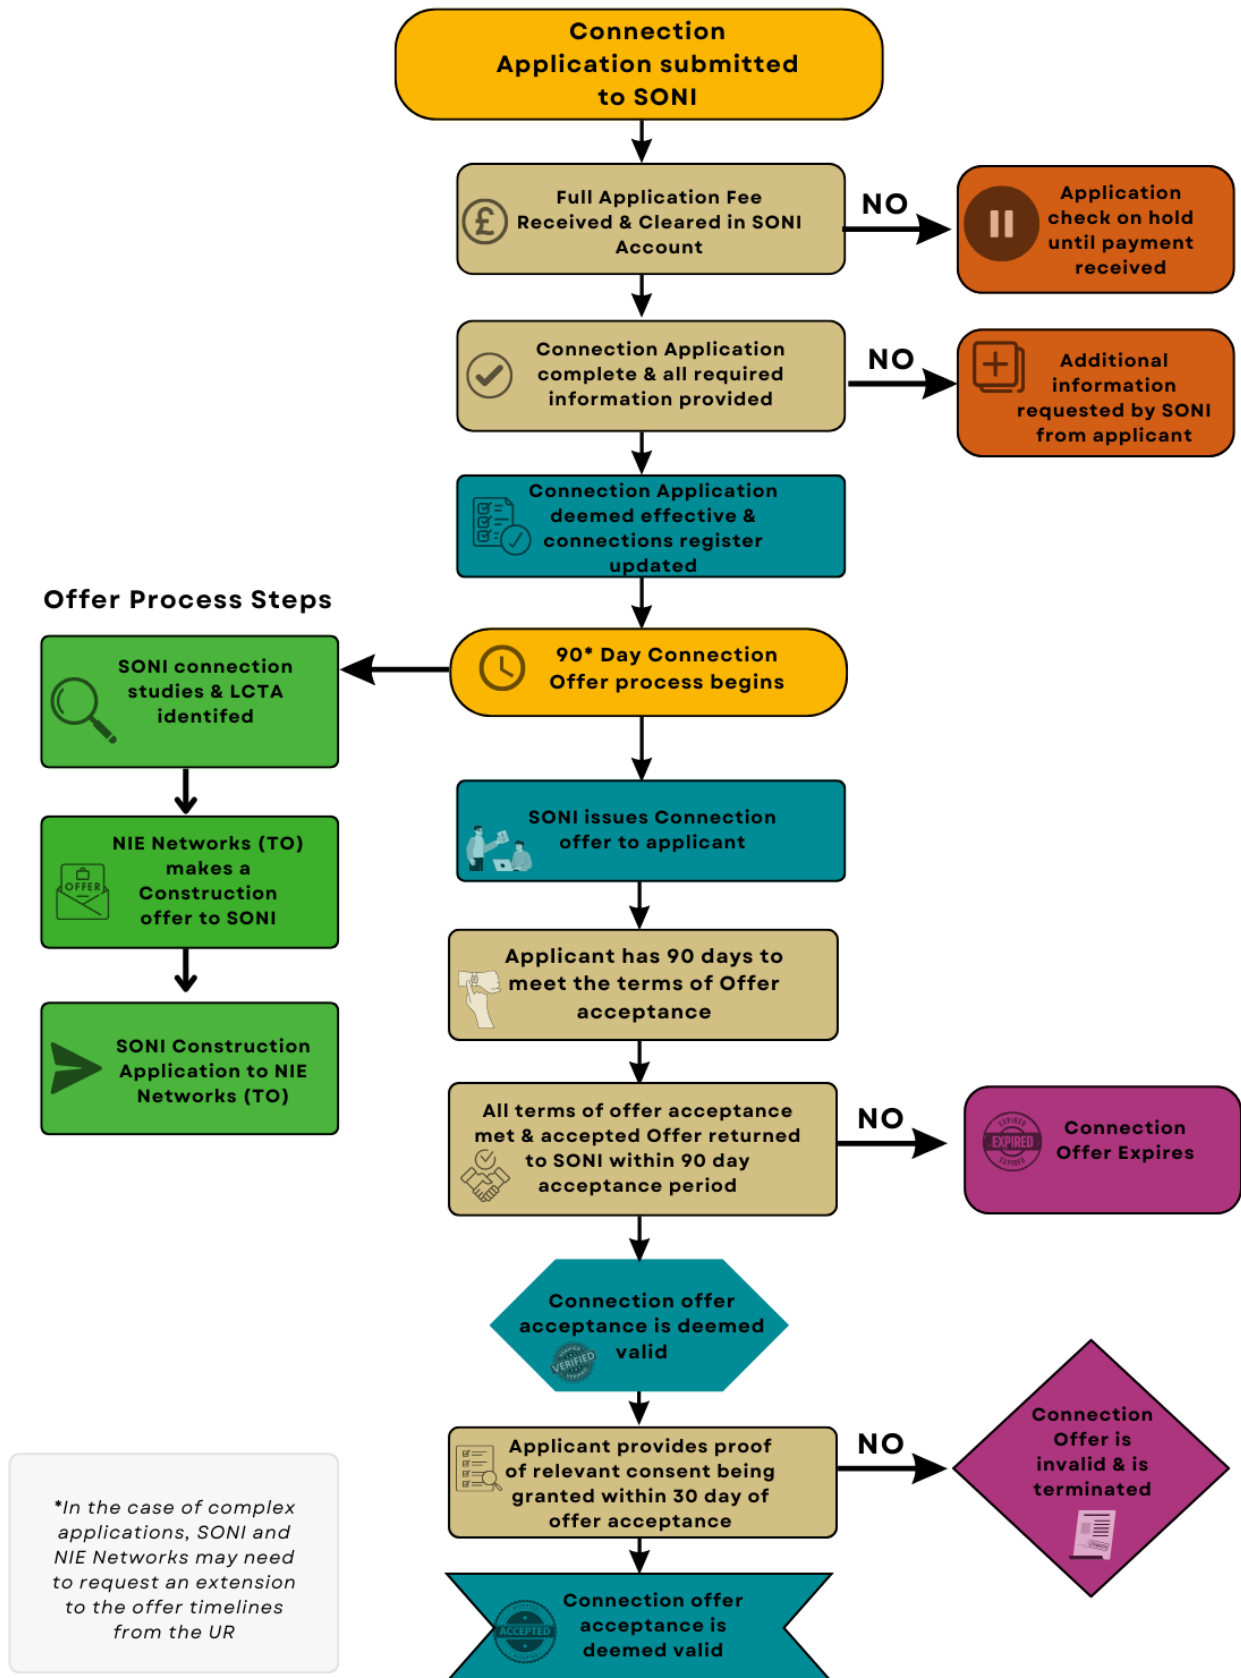 Connection
Application submitted
to SONI
Full Application Fee
Received & Cleared in SONI
Account
NO
Application
check on hold
until payment
received
Connection Application
complete & all required
information provided
NO
Additional
information
requested by SONI
from applicant
Connection Application
deemed effective &
connections register
updated
Offer Process Steps
90* Day Connection
Offer process begins
SONI connection
studies & LCTA
identifed
NIE Networks (TO)
makes a
Construction
offer to SONI
OFFER
SONI Construction
Application to NIE
Networks (TO)
SONI issues Connection
offer to applicant
Applicant has 90 days to
meet the terms of Offer
acceptance
All terms of offer acceptance
met & accepted Offer returned
to SONI within 90 day
acceptance period
NO
EXPIRED
EXPIRED
EXPIRED
Connection
Offer Expires
Connection offer
acceptance is deemed
valid
VERIFIED
VERIFIED
VERIFIED
Applicant provides proof
of relevant consent being
granted within 30 day of
offer acceptance
NO
Connection
Offer is
invalid & is
terminated
Connection offer
acceptance is
deemed valid
ACCEPTED
ACCEPTED
ACCEPTED
*In the case of complex
applications, SONI and
NIE Networks may need
to request an extension
to the offer timelines
from the UR